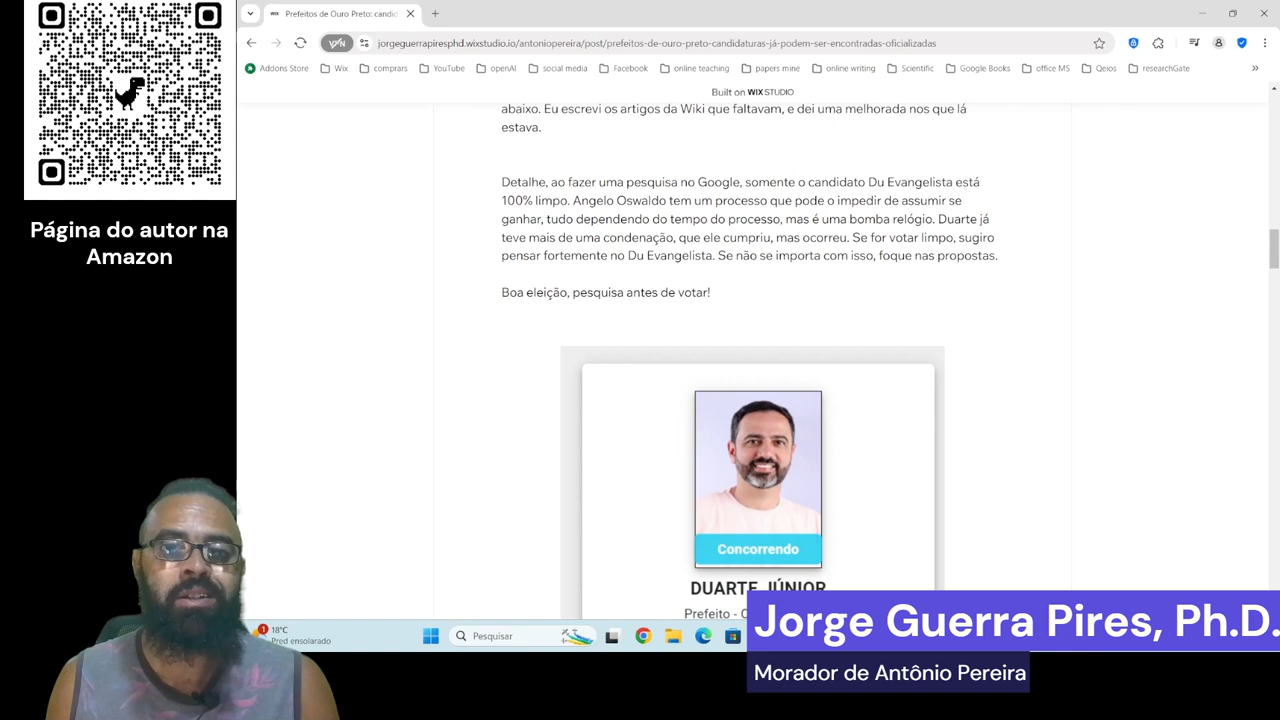 Página do autor na
Amazon
Prefeitos de Ouro Preto: candid
jorgeguerrapiresphd.wixstudio.io/antoniopereira/post/prefeitos-de-ouro-preto-candidaturas-já-podem-ser-encontradas-oficializadas
Addons Store
Wix
comprars
YouTube
openAI
social media
Facebook
online teaching
online writing
Scientific
Google Books
office MS
Qeios
researchGate
Built on WIX STUDIO
abaixo. Eu escrevi os artigos da Wiki que faltavam, e dei uma melhorada nos que lá
estava.
Detalhe, ao fazer uma pesquisa no Google, somente o candidato Du Evangelista está
100% limpo. Angelo Oswaldo tem um processo que pode o impedir de assumir se
ganhar, tudo dependendo do tempo do processo, mas é uma bomba relógio. Duarte já
teve mais de uma condenação, que ele cumpriu, mas ocorreu. Se for votar limpo, sugiro
pensar fortemente no Du Evangelista. Se não se importa com isso, foque nas propostas.
Boa eleição, pesquisa antes de votar!
Concorrendo
DUARTE JÚNIOR
Prefeito -
Jorge Guerra Pires, Ph.D.
Morador de Antônio Pereira
1
18°C
Pred ensolarado
Pesquisar